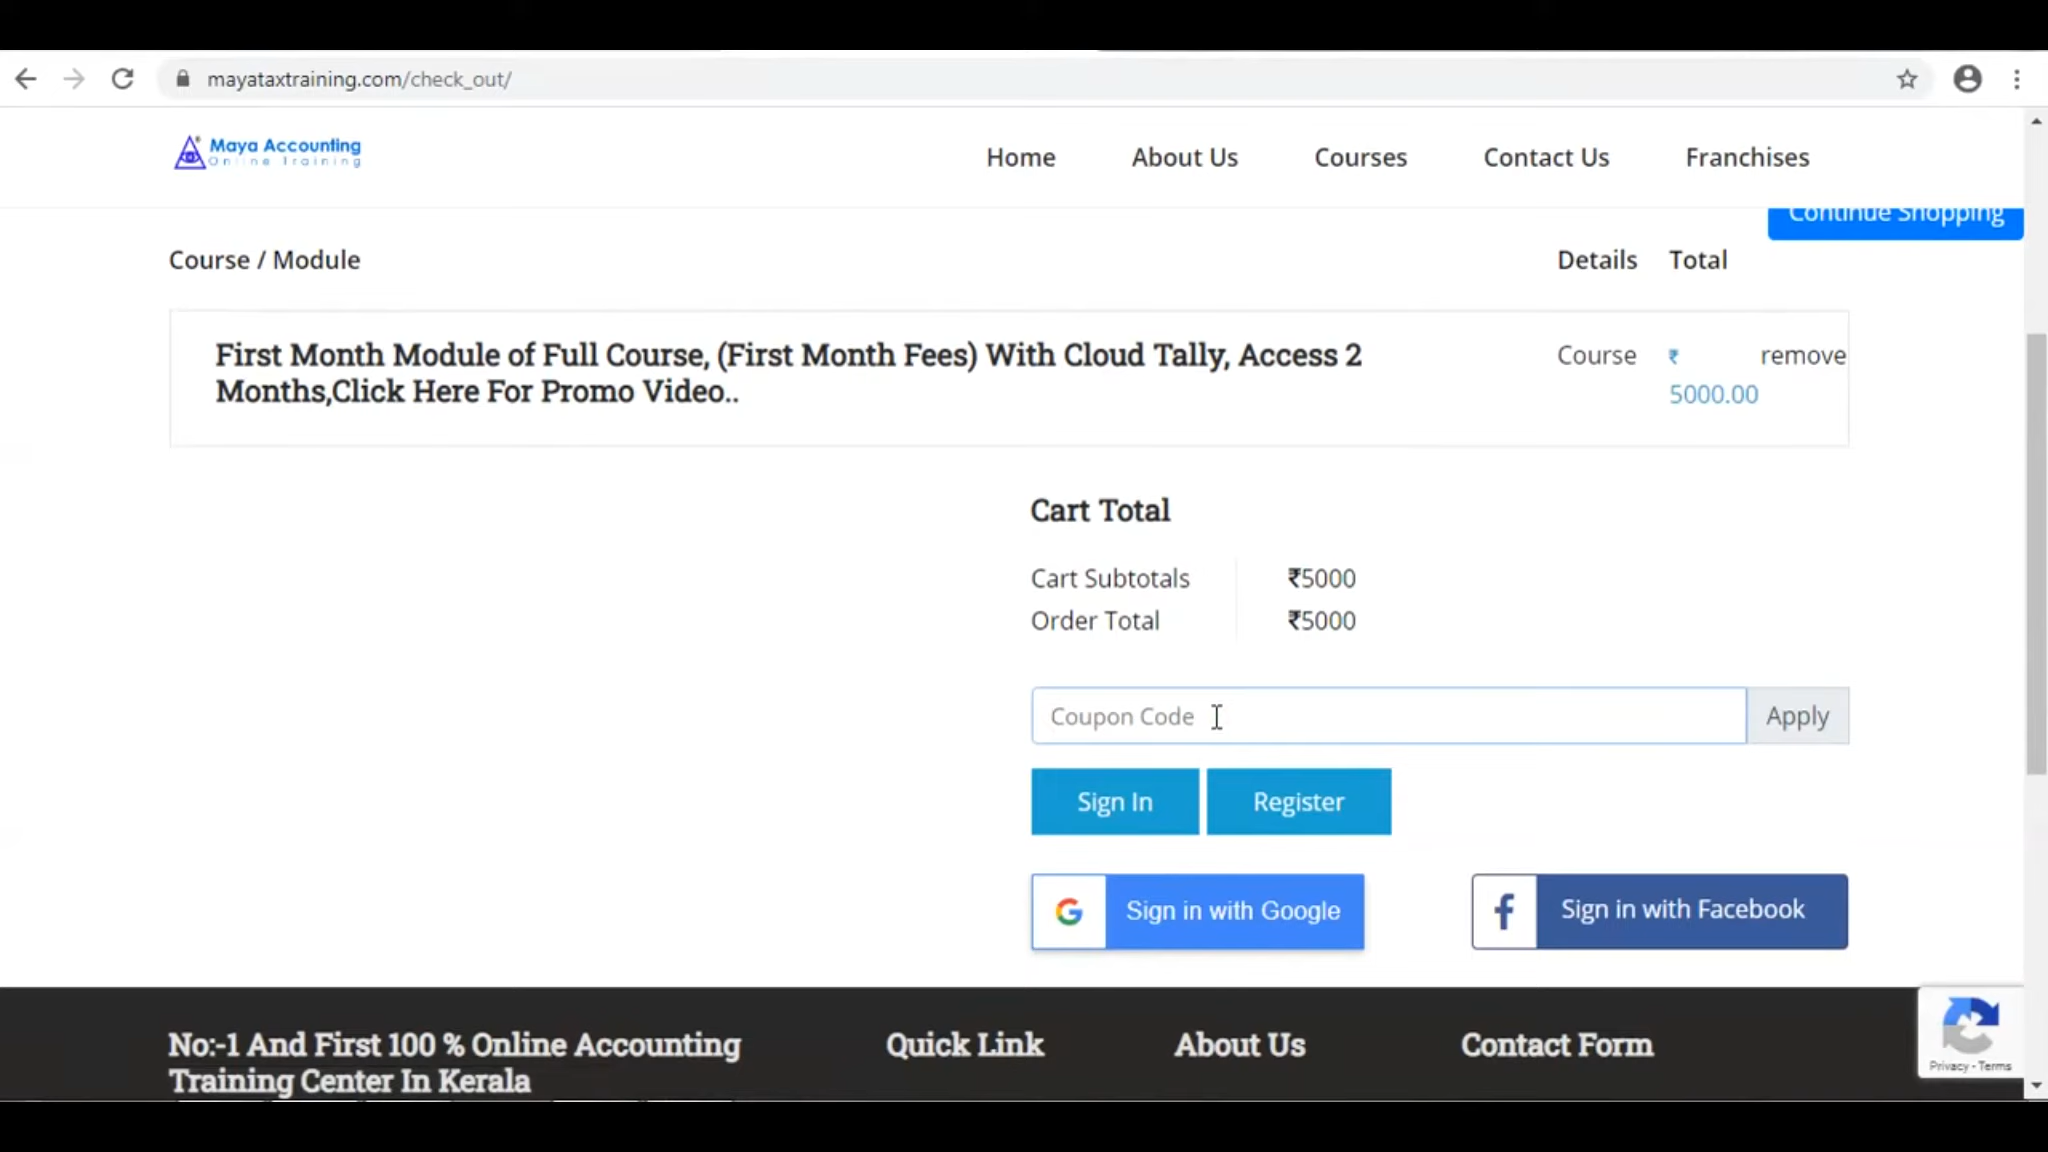 mayataxtraining.com/check_out/
Maya Accounting
Online Training
Home About Us Courses Contact Us Franchises
Continue Shopping
Course / Module Details Total
First Month Module of Full Course, (First Month Fees) With Cloud Tally, Access 2 Course ₹ remove
Months,Click Here For Promo Video.. 5000.00
Cart Total
Cart Subtotals ₹5000
Order Total ₹5000
Coupon Code Apply
Sign In Register
Sign in with Google Sign in with Facebook
No:-1 And First 100 % Online Accounting Quick Link About Us Contact Form
Training Center In Kerala
Privacy - Terms